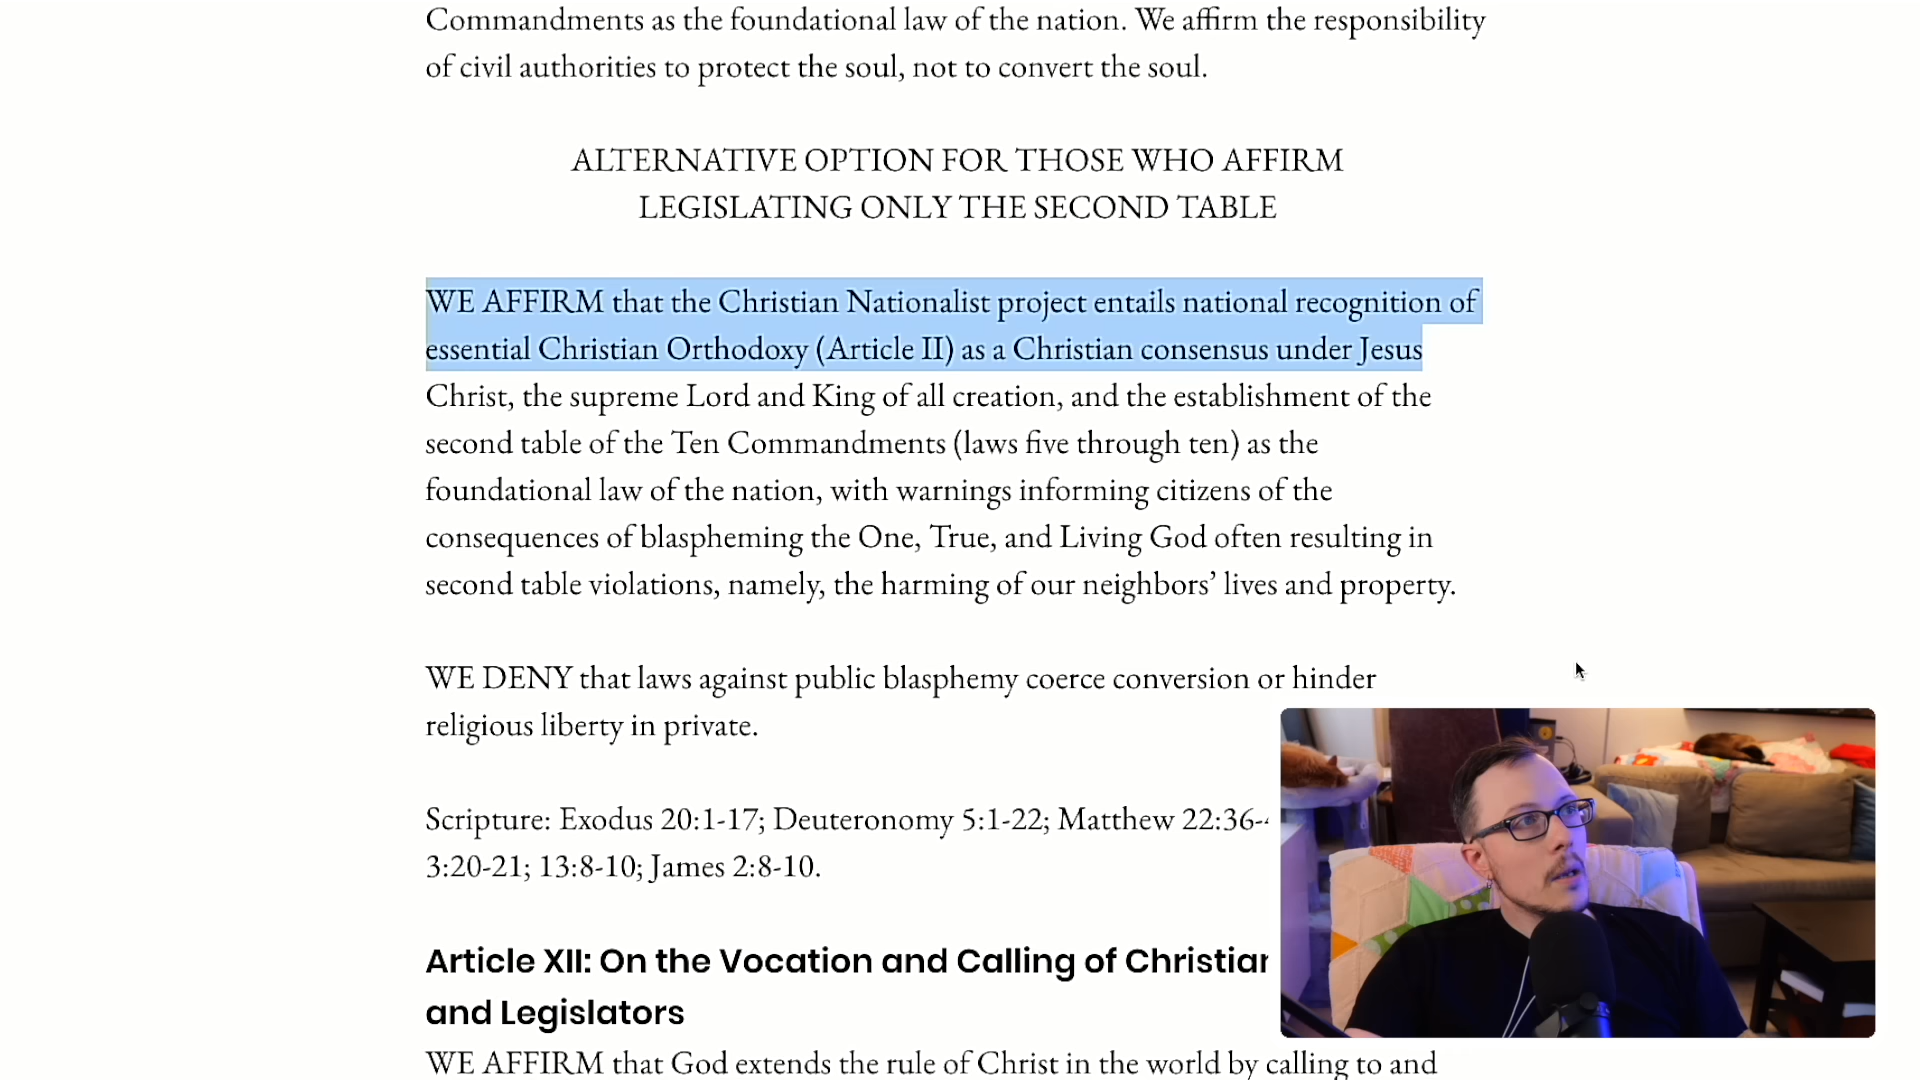 Commandments as the foundational law of the nation. We affirm the responsibility
of civil authorities to protect the soul, not to convert the soul.
ALTERNATIVE OPTION FOR THOSE WHO AFFIRM
LEGISLATING ONLY THE SECOND TABLE
WE AFFIRM that the Christian Nationalist project entails national recognition of
essential Christian Orthodoxy (Article II) as a Christian consensus under Jesus
Christ, the supreme Lord and King of all creation, and the establishment of the
second table of the Ten Commandments (laws five through ten) as the
foundational law of the nation, with warnings informing citizens of the
consequences of blaspheming the One, True, and Living God often resulting in
second table violations, namely, the harming of our neighbors’ lives and property.
WE DENY that laws against public blasphemy coerce conversion or hinder
religious liberty in private.
Scripture: Exodus 20:1-17; Deuteronomy 5:1-22; Matthew 22:36-
3:20-21; 13:8-10; James 2:8-10.
Article XII: On the Vocation and Calling of Christian
and Legislators
WE AFFIRM that God extends the rule of Christ in the world by calling to and